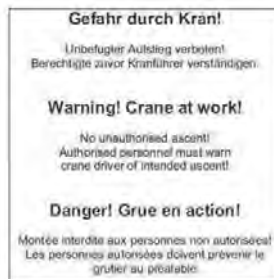 Gefahr durch Kran!
Unbefugter Aufstieg verboten!
Berechtigte zuvor Kranführer verständigen.
Warning! Crane at work!
No unauthorised ascent!
Authorised personnel must warn
crane driver of intended ascent!
Danger! Grue en action!
Montée interdite aux personnes non autorisées!
Les personnes autorisées doivent prévenir le
grutier au préalable.